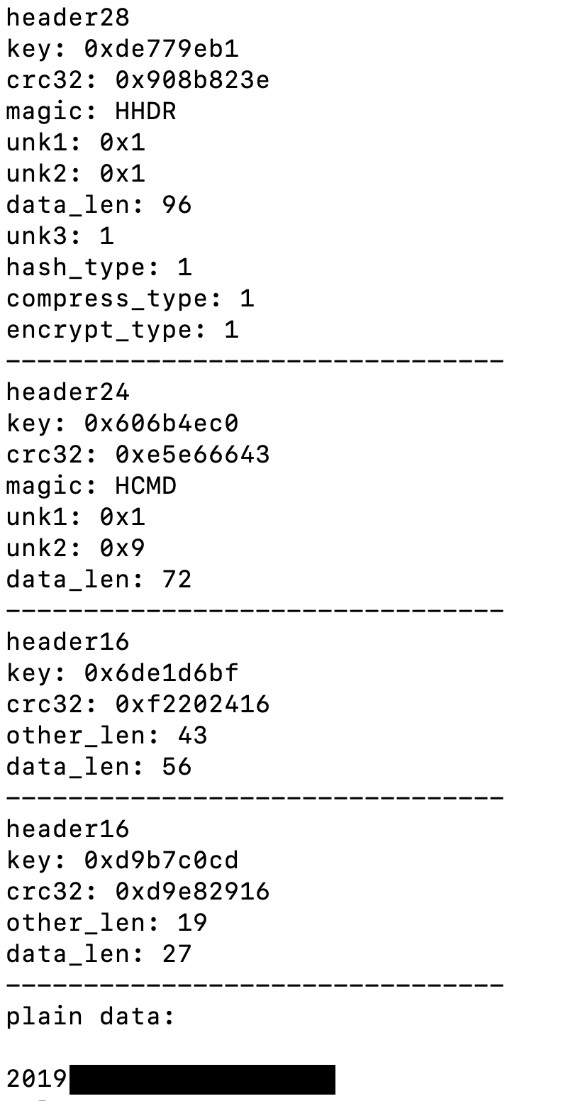 header28
key: 0xde779eb1
crc32: 0x908b823e
magic: HHDR
unk1: 0x1
unk2: 0x1
data_len: 96
unk3: 1
hash_type: 1
compress_type: 1
encrypt_type: 1
--------------------------------
header24
key: 0x606b4ec0
crc32: 0xe5e66643
magic: HCMD
unk1: 0x1
unk2: 0x9
data_len: 72
--------------------------------
header16
key: 0x6de1d6bf
crc32: 0xf2202416
other_len: 43
data_len: 56
--------------------------------
header16
key: 0xd9b7c0cd
crc32: 0xd9e82916
other_len: 19
data_len: 27
--------------------------------
plain data:
2019